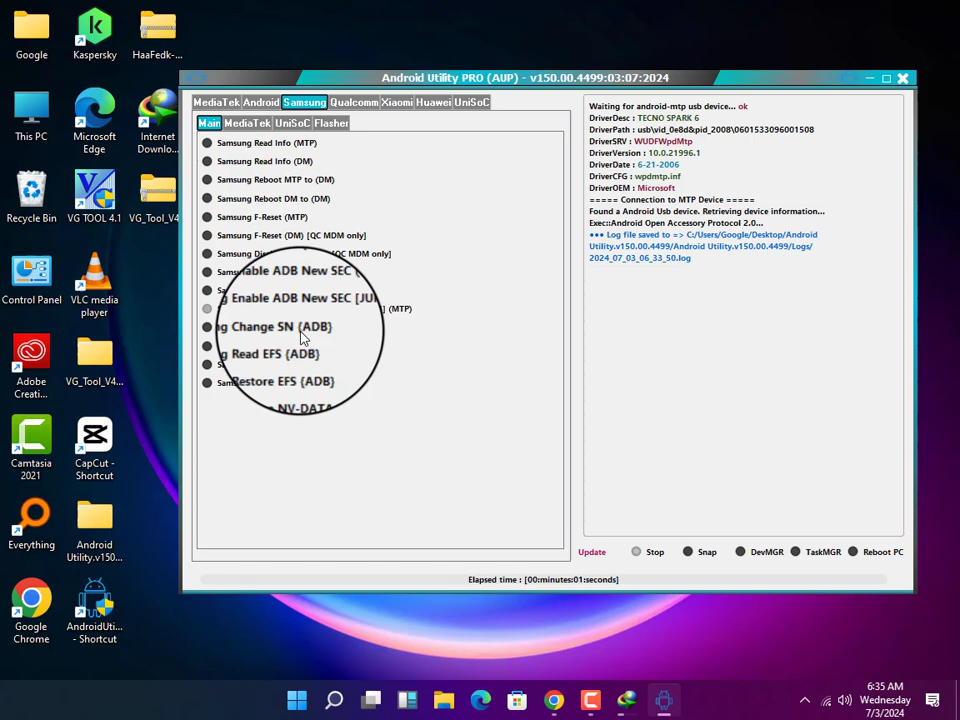 Google
Kaspersky
HaaFedk-...
This PC
Microsoft
Edge
Internet
Downlo...
Recycle Bin
VG TOOL 4.1
VG_Tool_V4...
Control Panel
VLC media
player
Adobe
Creati...
VG_Tool_V4...
Camtasia
2021
CapCut -
Shortcut
Everything
Android
Utility.v150...
Google
Chrome
AndroidUti...
- Shortcut
Android Utility PRO (AUP) - v150.00.4499:03:07:2024
MediaTek Android Samsung Qualcomm Xiaomi Huawei UniSoC
Main MediaTek UniSoC Flasher
Samsung Read Info (MTP)
Samsung Read Info (DM)
Samsung Reboot MTP to (DM)
Samsung Reboot DM to (DM)
Samsung F-Reset (MTP)
Samsung F-Reset (DM) [QC MDM only]
Samsung Di QC MDM only]
Sam able ADB New SEC (
g Enable ADB New SEC [JU
] (MTP)
ng Change SN {ADB}
g Read EFS {ADB}
Sam Restore EFS {ADB}
NV-DATA
Waiting for android-mtp usb device... ok
DriverDesc : TECNO SPARK 6
DriverPath : usb\vid_0e8d&pid_2008\0601533096001508
DriverSRV : WUDFWpdMtp
DriverVersion : 10.0.21996.1
DriverDate : 6-21-2006
DriverCFG : wpdmtp.inf
DriverOEM : Microsoft
===== Connection to MTP Device =====
Found a Android Usb device. Retrieving device information...
Exec::Android Open Accessory Protocol 2.0...
••• Log file saved to => C:/Users/Google/Desktop/Android
Utility.v150.00.4499/Android Utility.v150.00.4499/Logs/
2024_07_03_06_33_50.log
Update Stop Snap DevMGR TaskMGR Reboot PC
Elapsed time : [00:minutes:01:seconds]
6:35 AM
Wednesday
7/3/2024